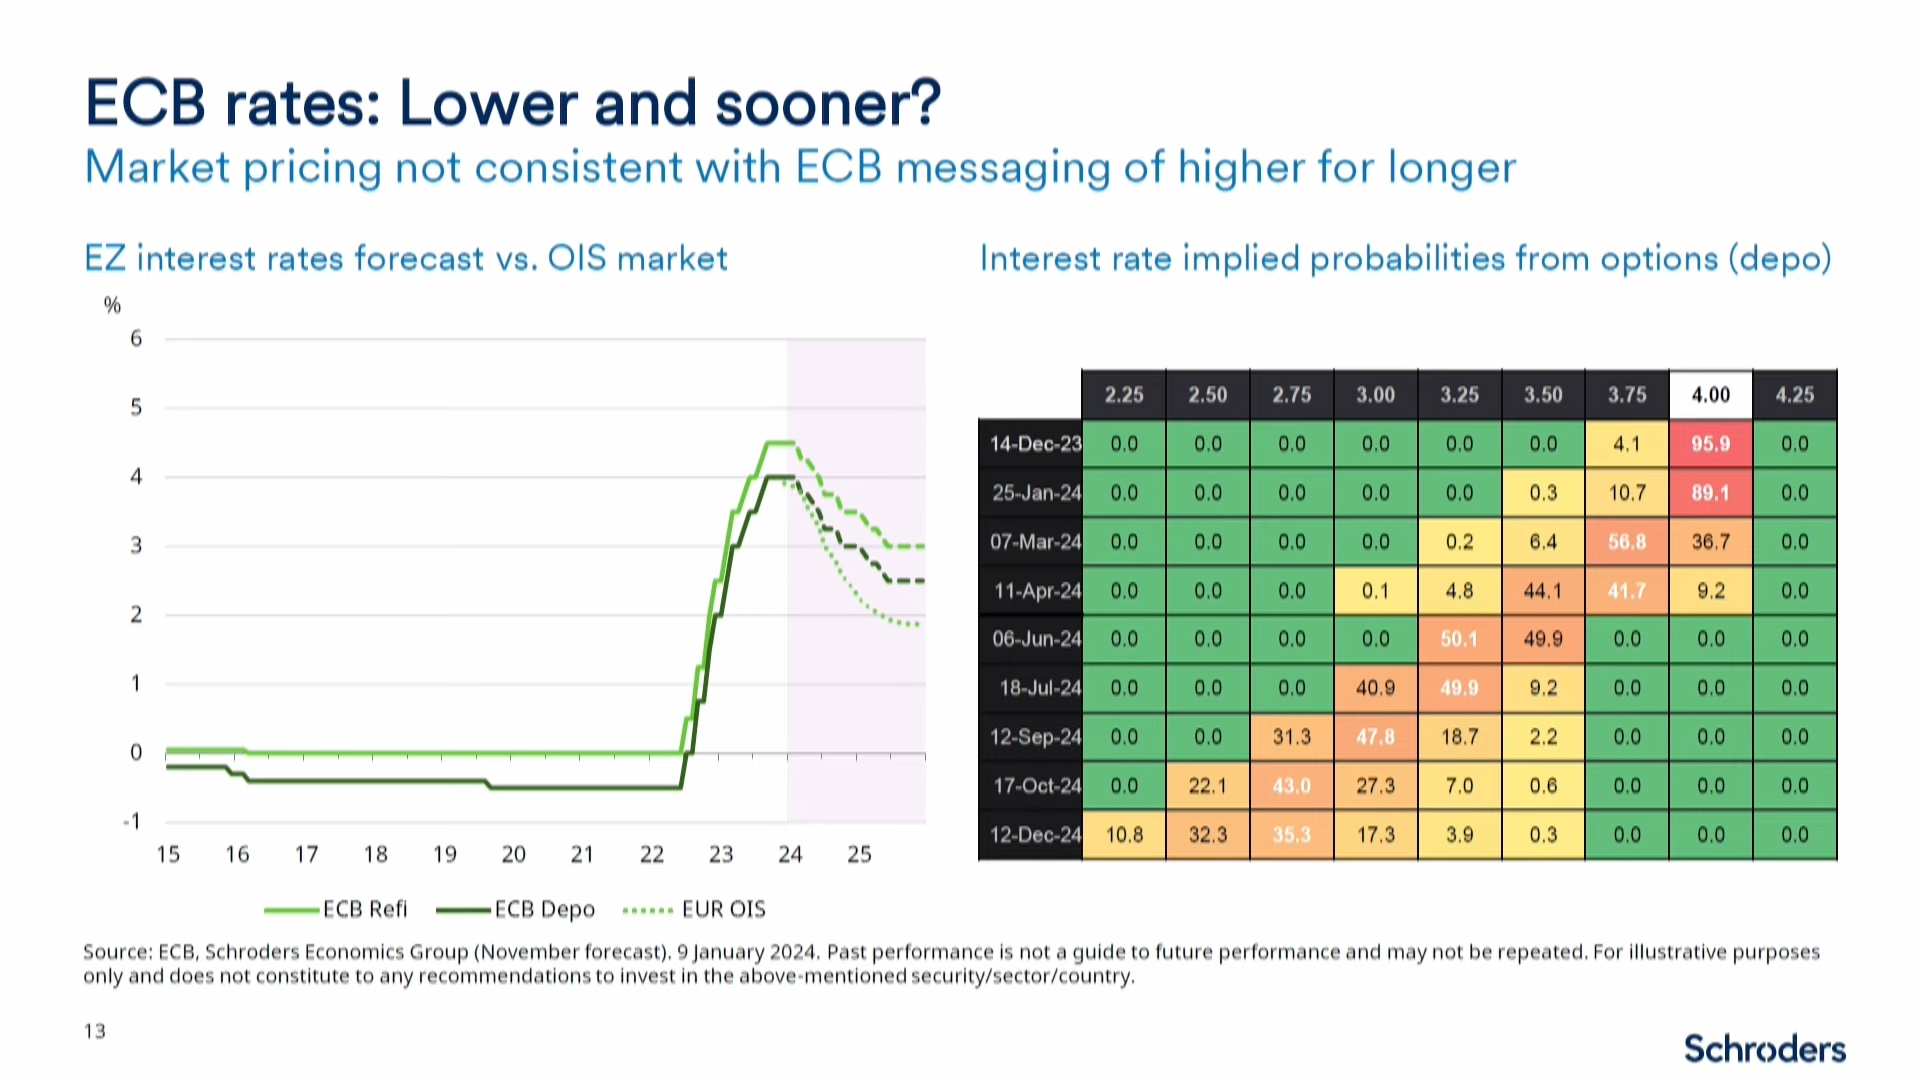 ECB rates: Lower and sooner?
Market pricing not consistent with ECB messaging of higher for longer
EZ interest rates forecast vs. OIS market
%
6
5
4
3
2
1
0
-1
15 16 17 18 19 20 21 22 23 24 25
ECB Refi ECB Depo EUR OIS
Interest rate implied probabilities from options (depo)
2.25 2.50 2.75 3.00 3.25 3.50 3.75 4.00 4.25
14-Dec-23 0.0 0.0 0.0 0.0 0.0 0.0 4.1 95.9 0.0
25-Jan-24 0.0 0.0 0.0 0.0 0.0 0.3 10.7 89.1 0.0
07-Mar-24 0.0 0.0 0.0 0.0 0.2 6.4 56.8 36.7 0.0
11-Apr-24 0.0 0.0 0.0 0.1 4.8 44.1 41.7 9.2 0.0
06-Jun-24 0.0 0.0 0.0 0.0 50.1 49.9 0.0 0.0 0.0
18-Jul-24 0.0 0.0 0.0 40.9 49.9 9.2 0.0 0.0 0.0
12-Sep-24 0.0 0.0 31.3 47.8 18.7 2.2 0.0 0.0 0.0
17-Oct-24 0.0 22.1 43.0 27.3 7.0 0.6 0.0 0.0 0.0
12-Dec-24 10.8 32.3 35.3 17.3 3.9 0.3 0.0 0.0 0.0
Source: ECB, Schroders Economics Group (November forecast). 9 January 2024. Past performance is not a guide to future performance and may not be repeated. For illustrative purposes
only and does not constitute to any recommendations to invest in the above-mentioned security/sector/country.
13
Schroders